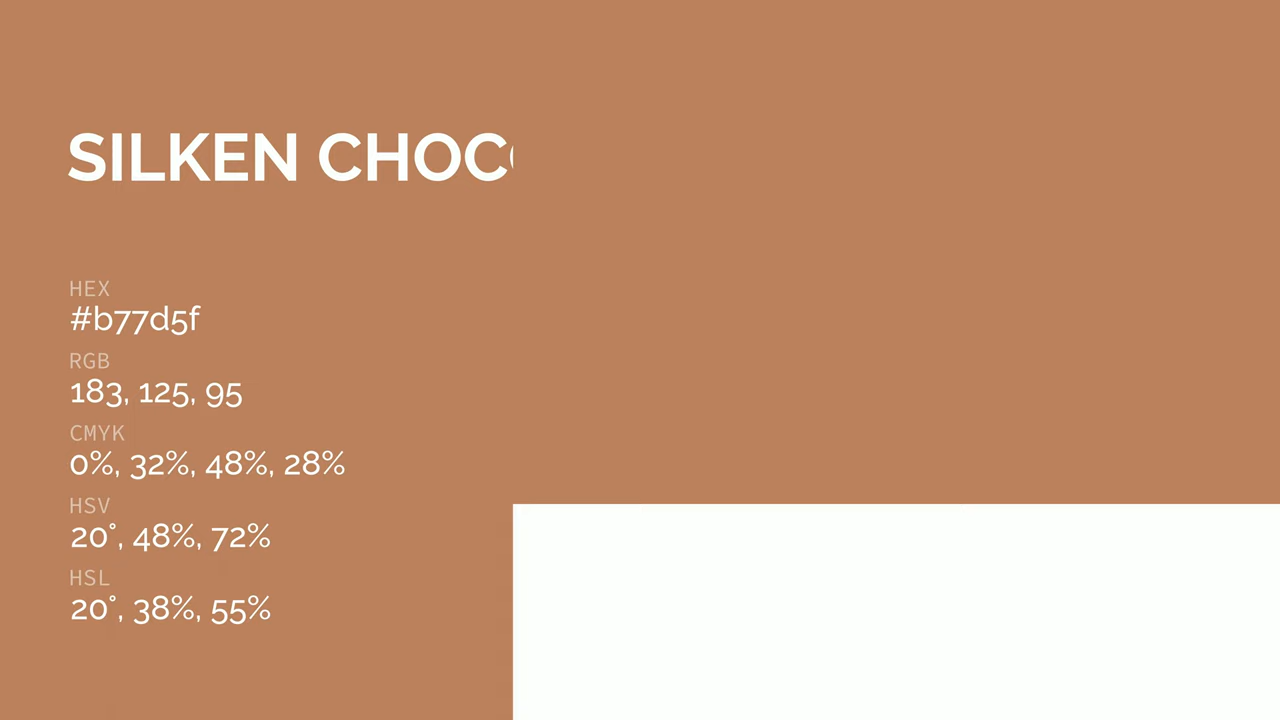 SILKEN CHOC
HEX
#b77d5f
RGB
183, 125, 95
CMYK
0%, 32%, 48%, 28%
HSV
20°, 48%, 72%
HSL
20°, 38%, 55%